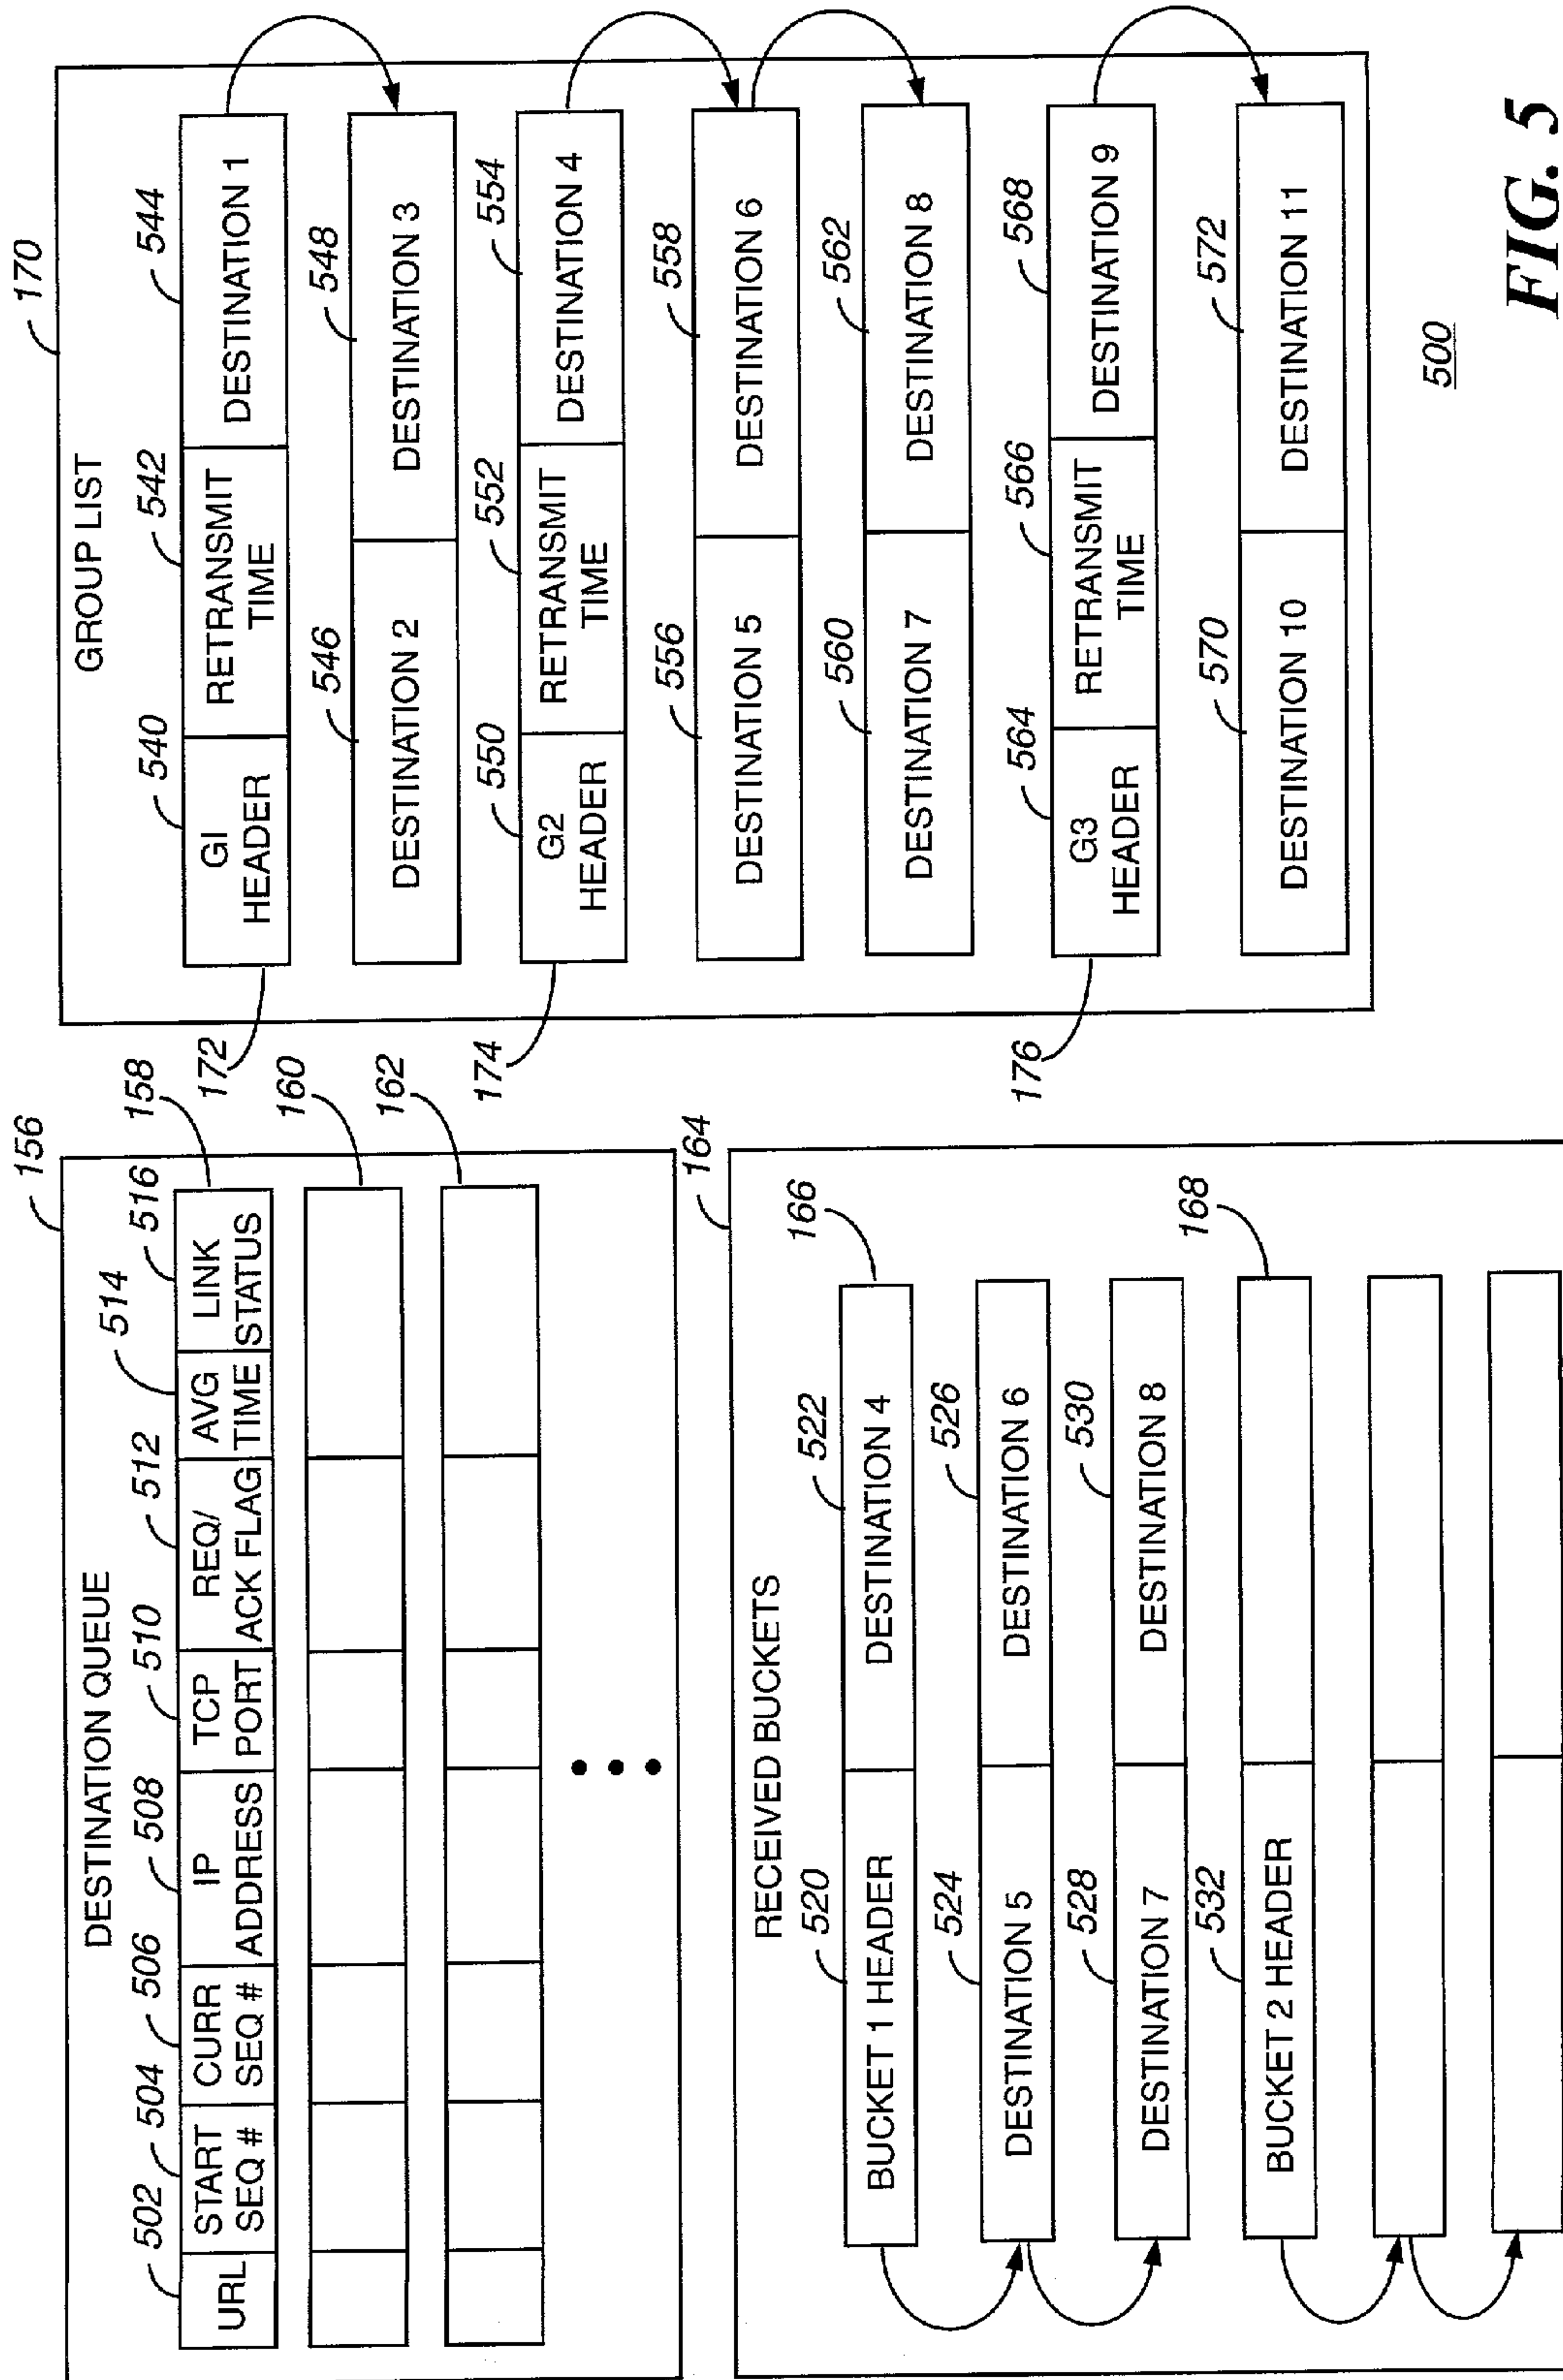 156
DESTINATION QUEUE
502 504 506 508 510 512 514 516
URL
START
SEQ #
CURR
SEQ #
IP
ADDRESS
TCP
PORT
REQ/
ACK FLAG
AVG
TIME
LINK
STATUS
158
160
162
164
RECEIVED BUCKETS
520 522
BUCKET 1 HEADER DESTINATION 4
166
524 526
DESTINATION 5 DESTINATION 6
528 530
DESTINATION 7 DESTINATION 8
532
BUCKET 2 HEADER
168
170
GROUP LIST
540 542 544
GI
HEADER
RETRANSMIT
TIME
DESTINATION 1
172
546 548
DESTINATION 2 DESTINATION 3
550 552 554
G2
HEADER
RETRANSMIT
TIME
DESTINATION 4
174
556 558
DESTINATION 5 DESTINATION 6
560 562
DESTINATION 7 DESTINATION 8
564 566 568
G3
HEADER
RETRANSMIT
TIME
DESTINATION 9
176
570 572
DESTINATION 10 DESTINATION 11
500
FIG. 5